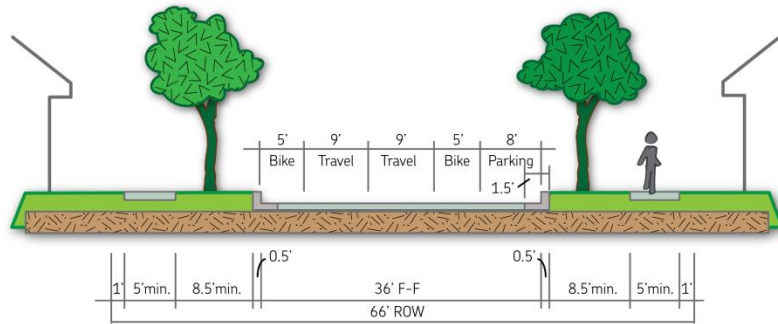 5' 9' 9' 5' 8'
Bike Travel Travel Bike Parking
1.5'
0.5' 0.5'
1' 5'min. 8.5'min. 36' F-F 8.5'min. 5'min. 1'
66' ROW